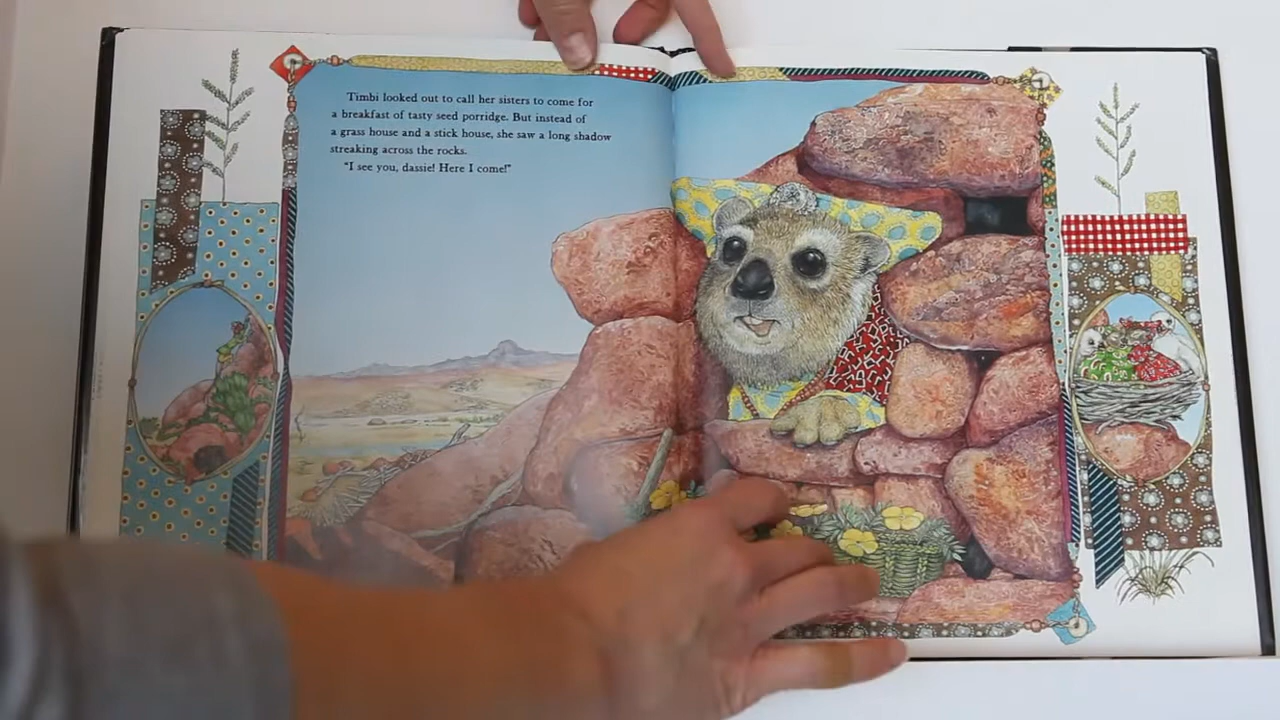 Timbi looked out to call her sisters to come for
a breakfast of tasty seed porridge. But instead of
a grass house and a stick house, she saw a long shadow
streaking across the rocks.
"I see you, dassie! Here I come!"